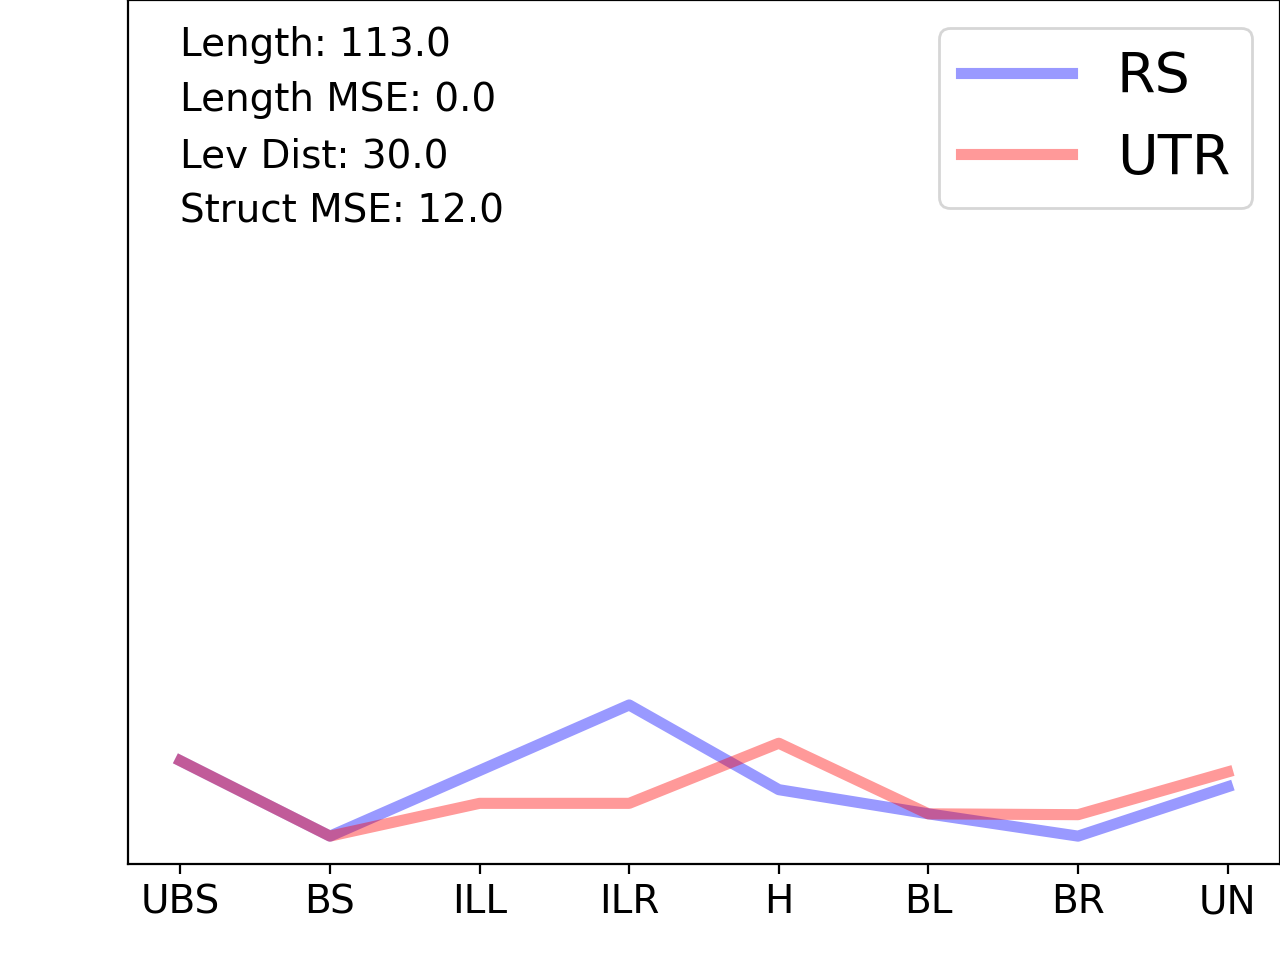 Length: 113.0
Length MSE: 0.0
Lev Dist: 30.0
Struct MSE: 12.0
RS
UTR
UBS BS ILL ILR H BL BR UN